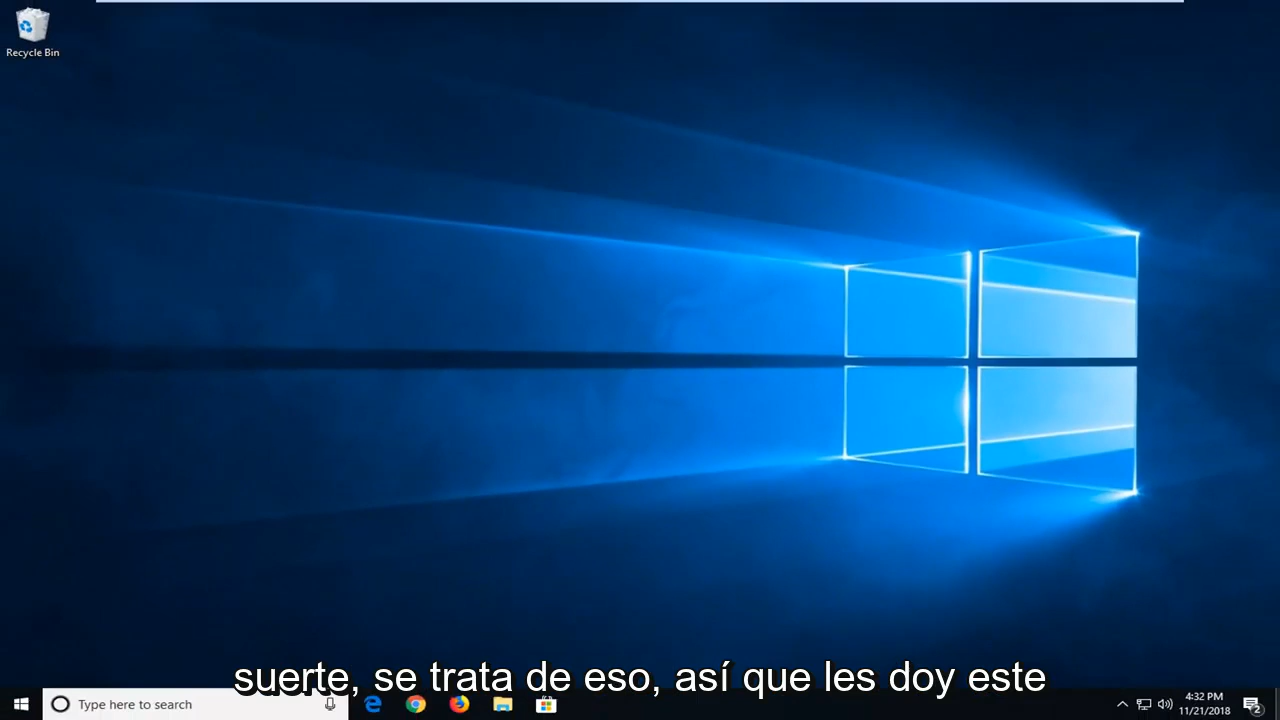 Recycle Bin
suerte, se trata de eso, así que les doy este
Type here to search
4:32 PM
11/21/2018
2